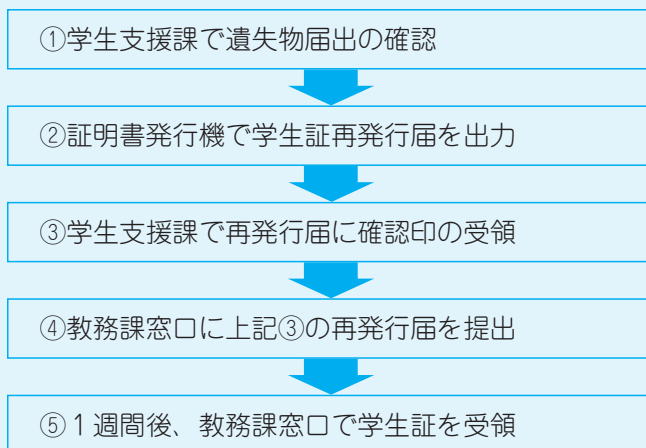 ①学生支援課で遺失物届出の確認
②証明書発行機で学生証再発行届を出力
③学生支援課で再発行届に確認印の受領
④教務課窓口に上記③の再発行届を提出
⑤１週間後、教務課窓口で学生証を受領